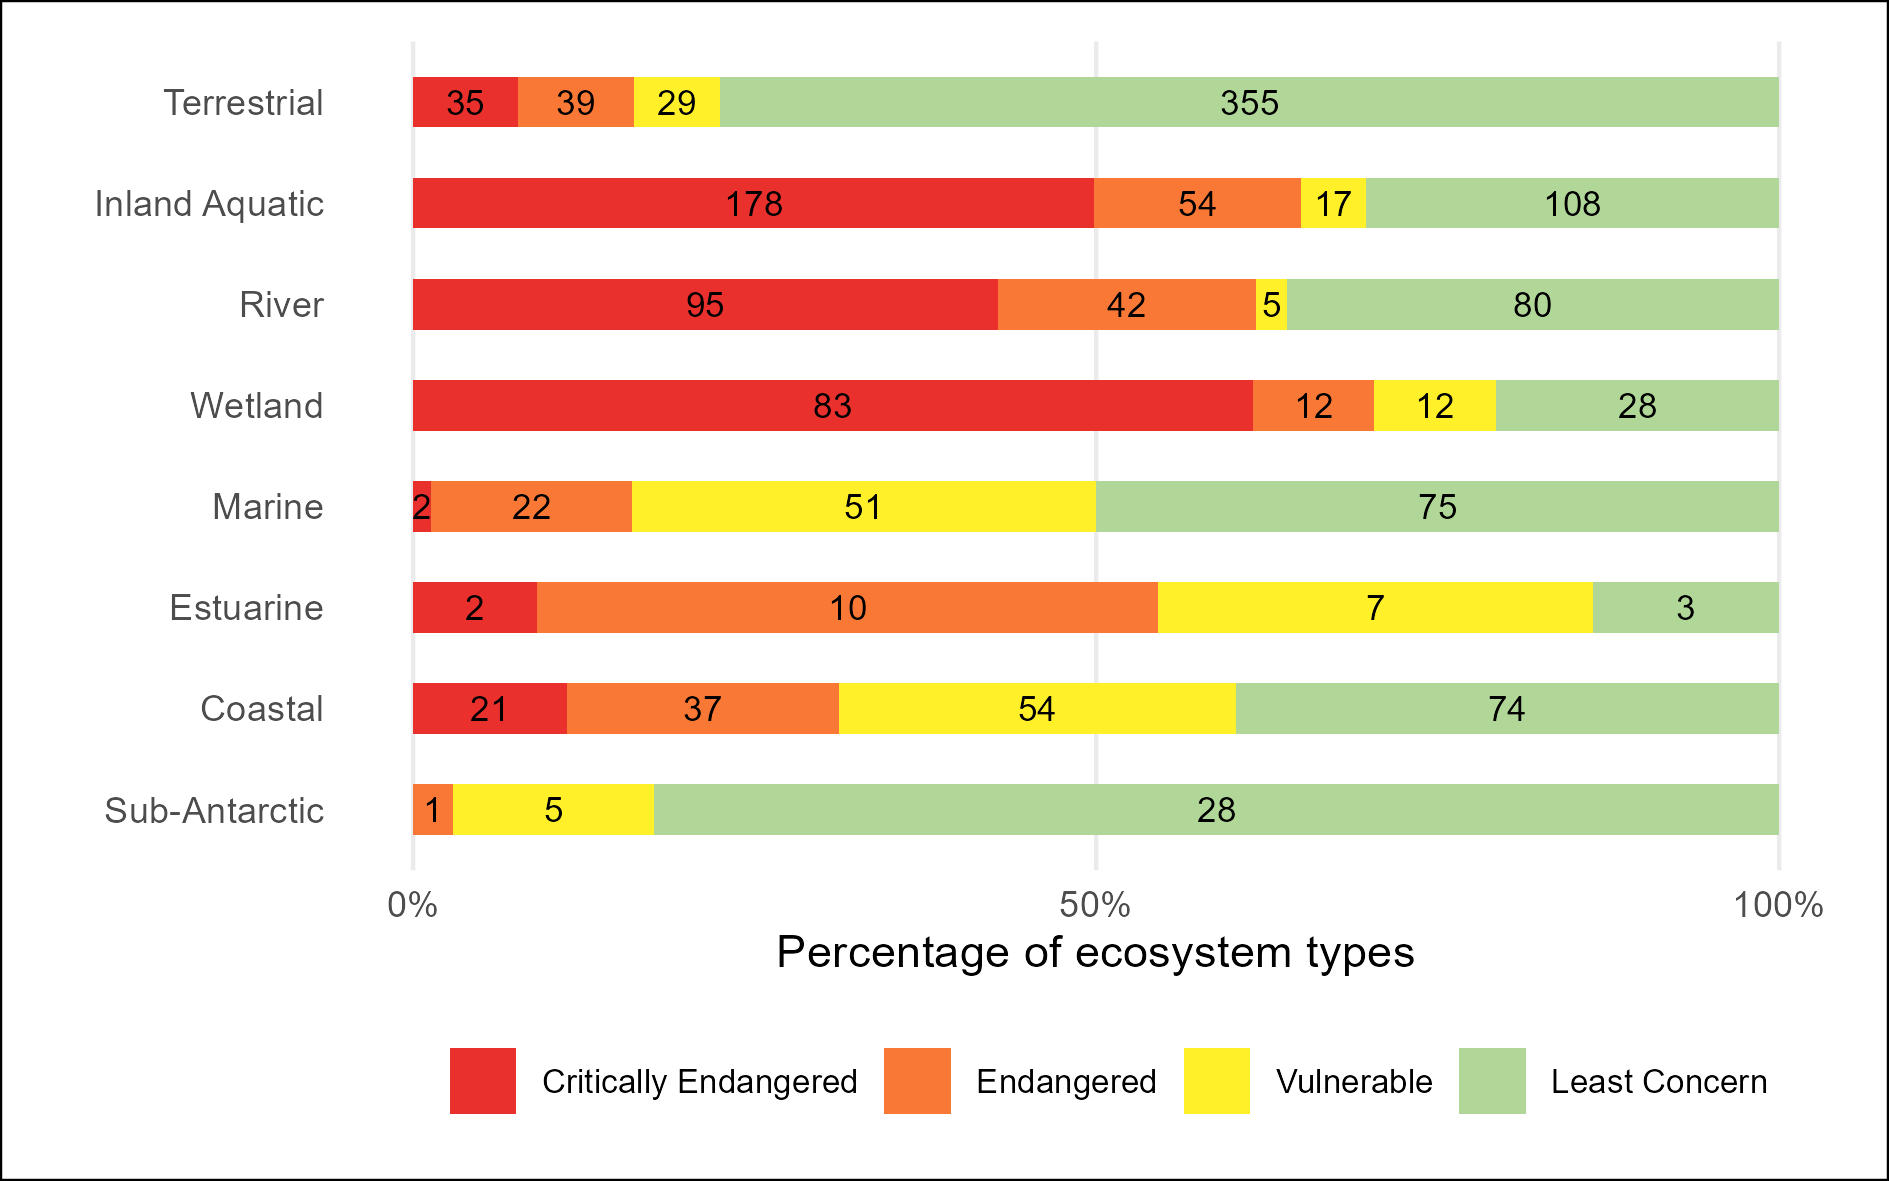 Terrestrial 35 39 29 355
Inland Aquatic 178 54 17 108
River 95 42 5 80
Wetland 83 12 12 28
Marine 2 22 51 75
Estuarine 2 10 7 3
Coastal 21 37 54 74
Sub-Antarctic 1 5 28
0% 50% 100%
Percentage of ecosystem types
Critically Endangered Endangered Vulnerable Least Concern